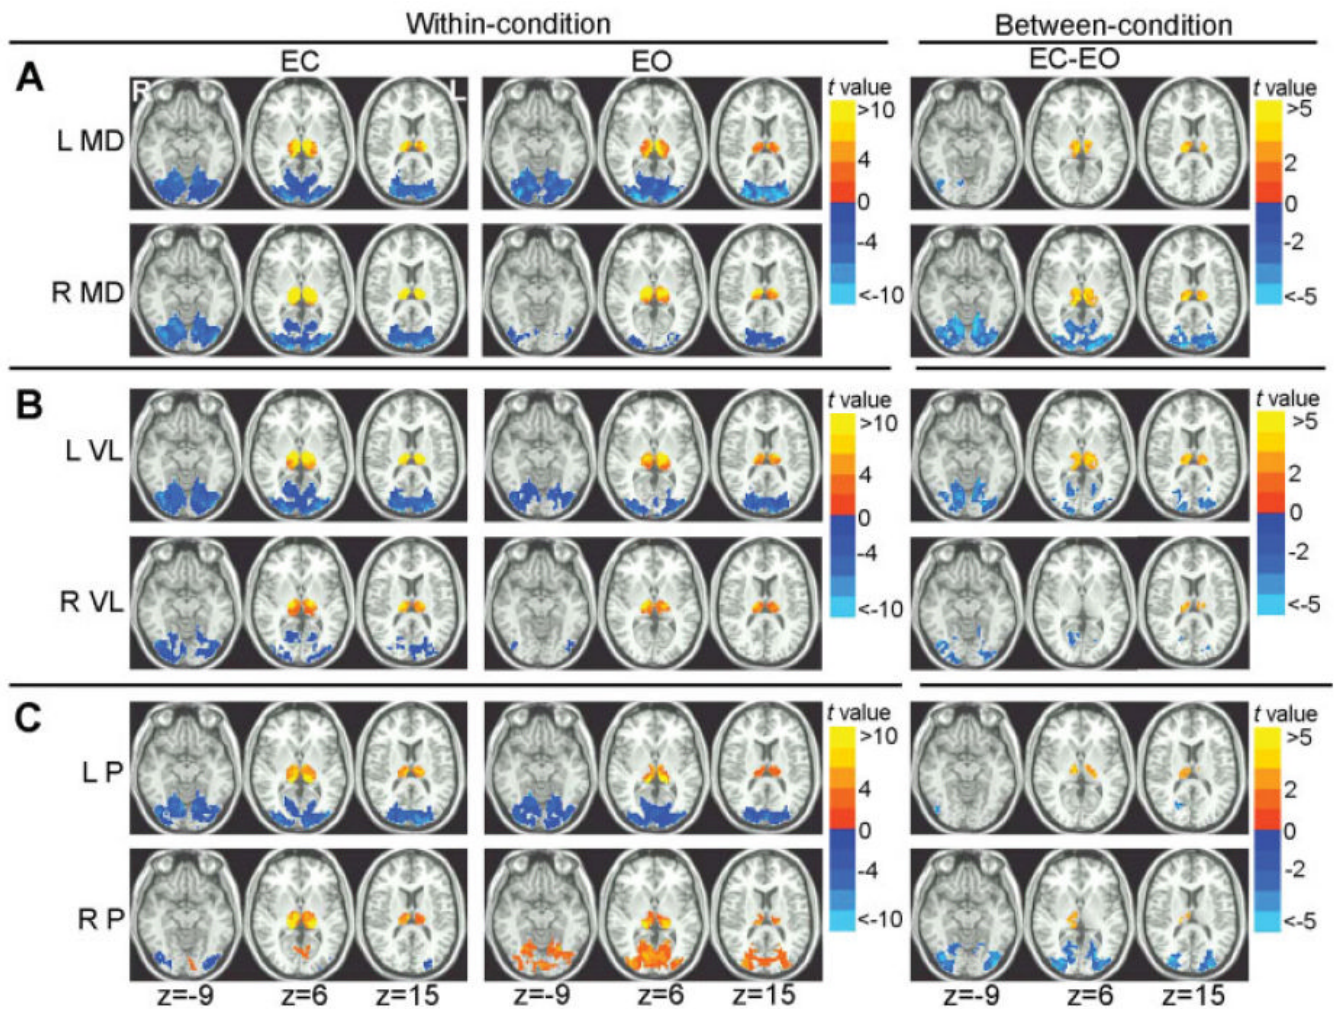 Within-condition Between-condition
EC EO EC-EO
A
R L
t value t value
L MD
>10 >5
4 2
0 0
-4 -2
R MD
<-10 <-5
B
t value t value
L VL
>10 >5
4 2
0 0
-4 -2
R VL
<-10 <-5
C
t value t value
L P
>10 >5
4 2
0 0
-4 -2
R P
<-10 <-5
z=-9 z=6 z=15 z=-9 z=6 z=15 z=-9 z=6 z=15